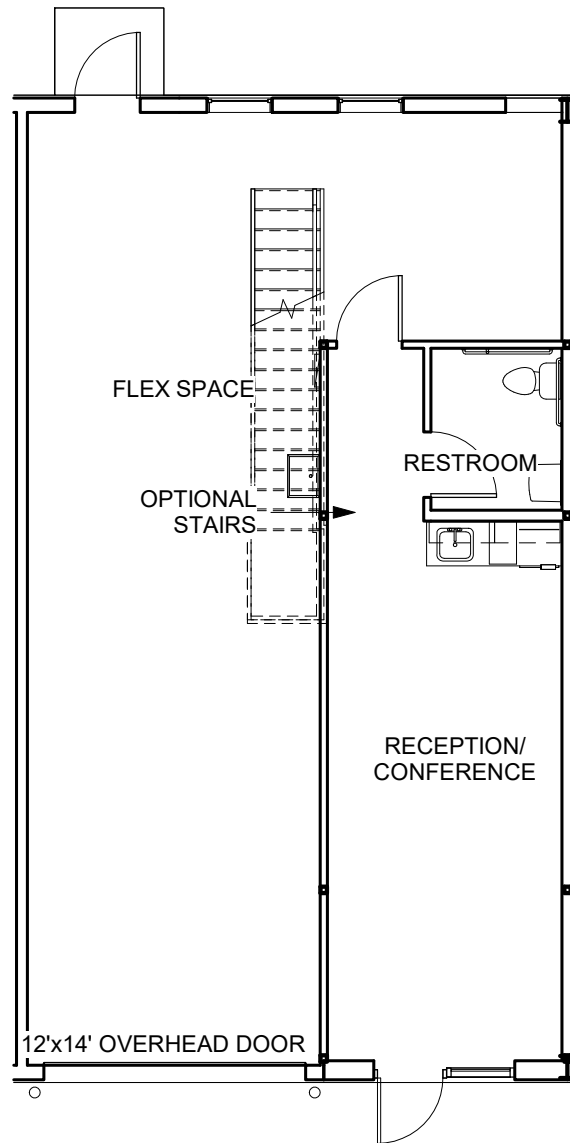 FLEX SPACE
RESTROOM
OPTIONAL
STAIRS
RECEPTION/
CONFERENCE
12'x14' OVERHEAD DOOR